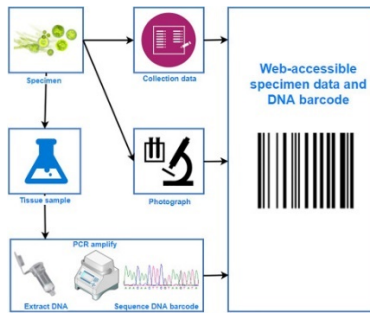 Specimen
Collection data
Web-accessible
specimen data and
DNA barcode
Tissue sample
Photograph
PCR amplify
Extract DNA
Sequence DNA barcode